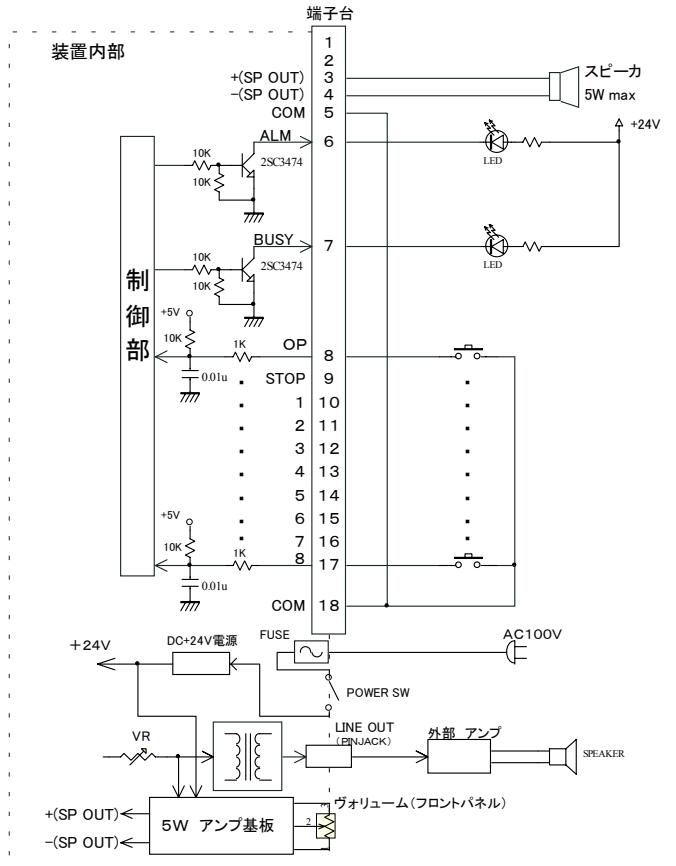 端子台
装置内部
1
2
+(SP OUT) 3
スピーカ
−(SP OUT) 4
5W max
COM 5
+24V
ALM 6
10K
2SC3474
10K
LED
BUSY 7
10K
2SC3474
10K
LED
制御部
+5V
10K
1K
OP 8
0.01u
STOP 9
1 10
2 11
3 12
4 13
5 14
6 15
7 16
+5V
10K
1K
8 17
0.01u
COM 18
FUSE
AC100V
+24V
DC+24V電源
POWER SW
VR
LINE OUT
(PINJACK)
外部 アンプ
SPEAKER
3
ヴォリューム(フロントパネル)
+(SP OUT)
5W アンプ基板
2
−(SP OUT)
1